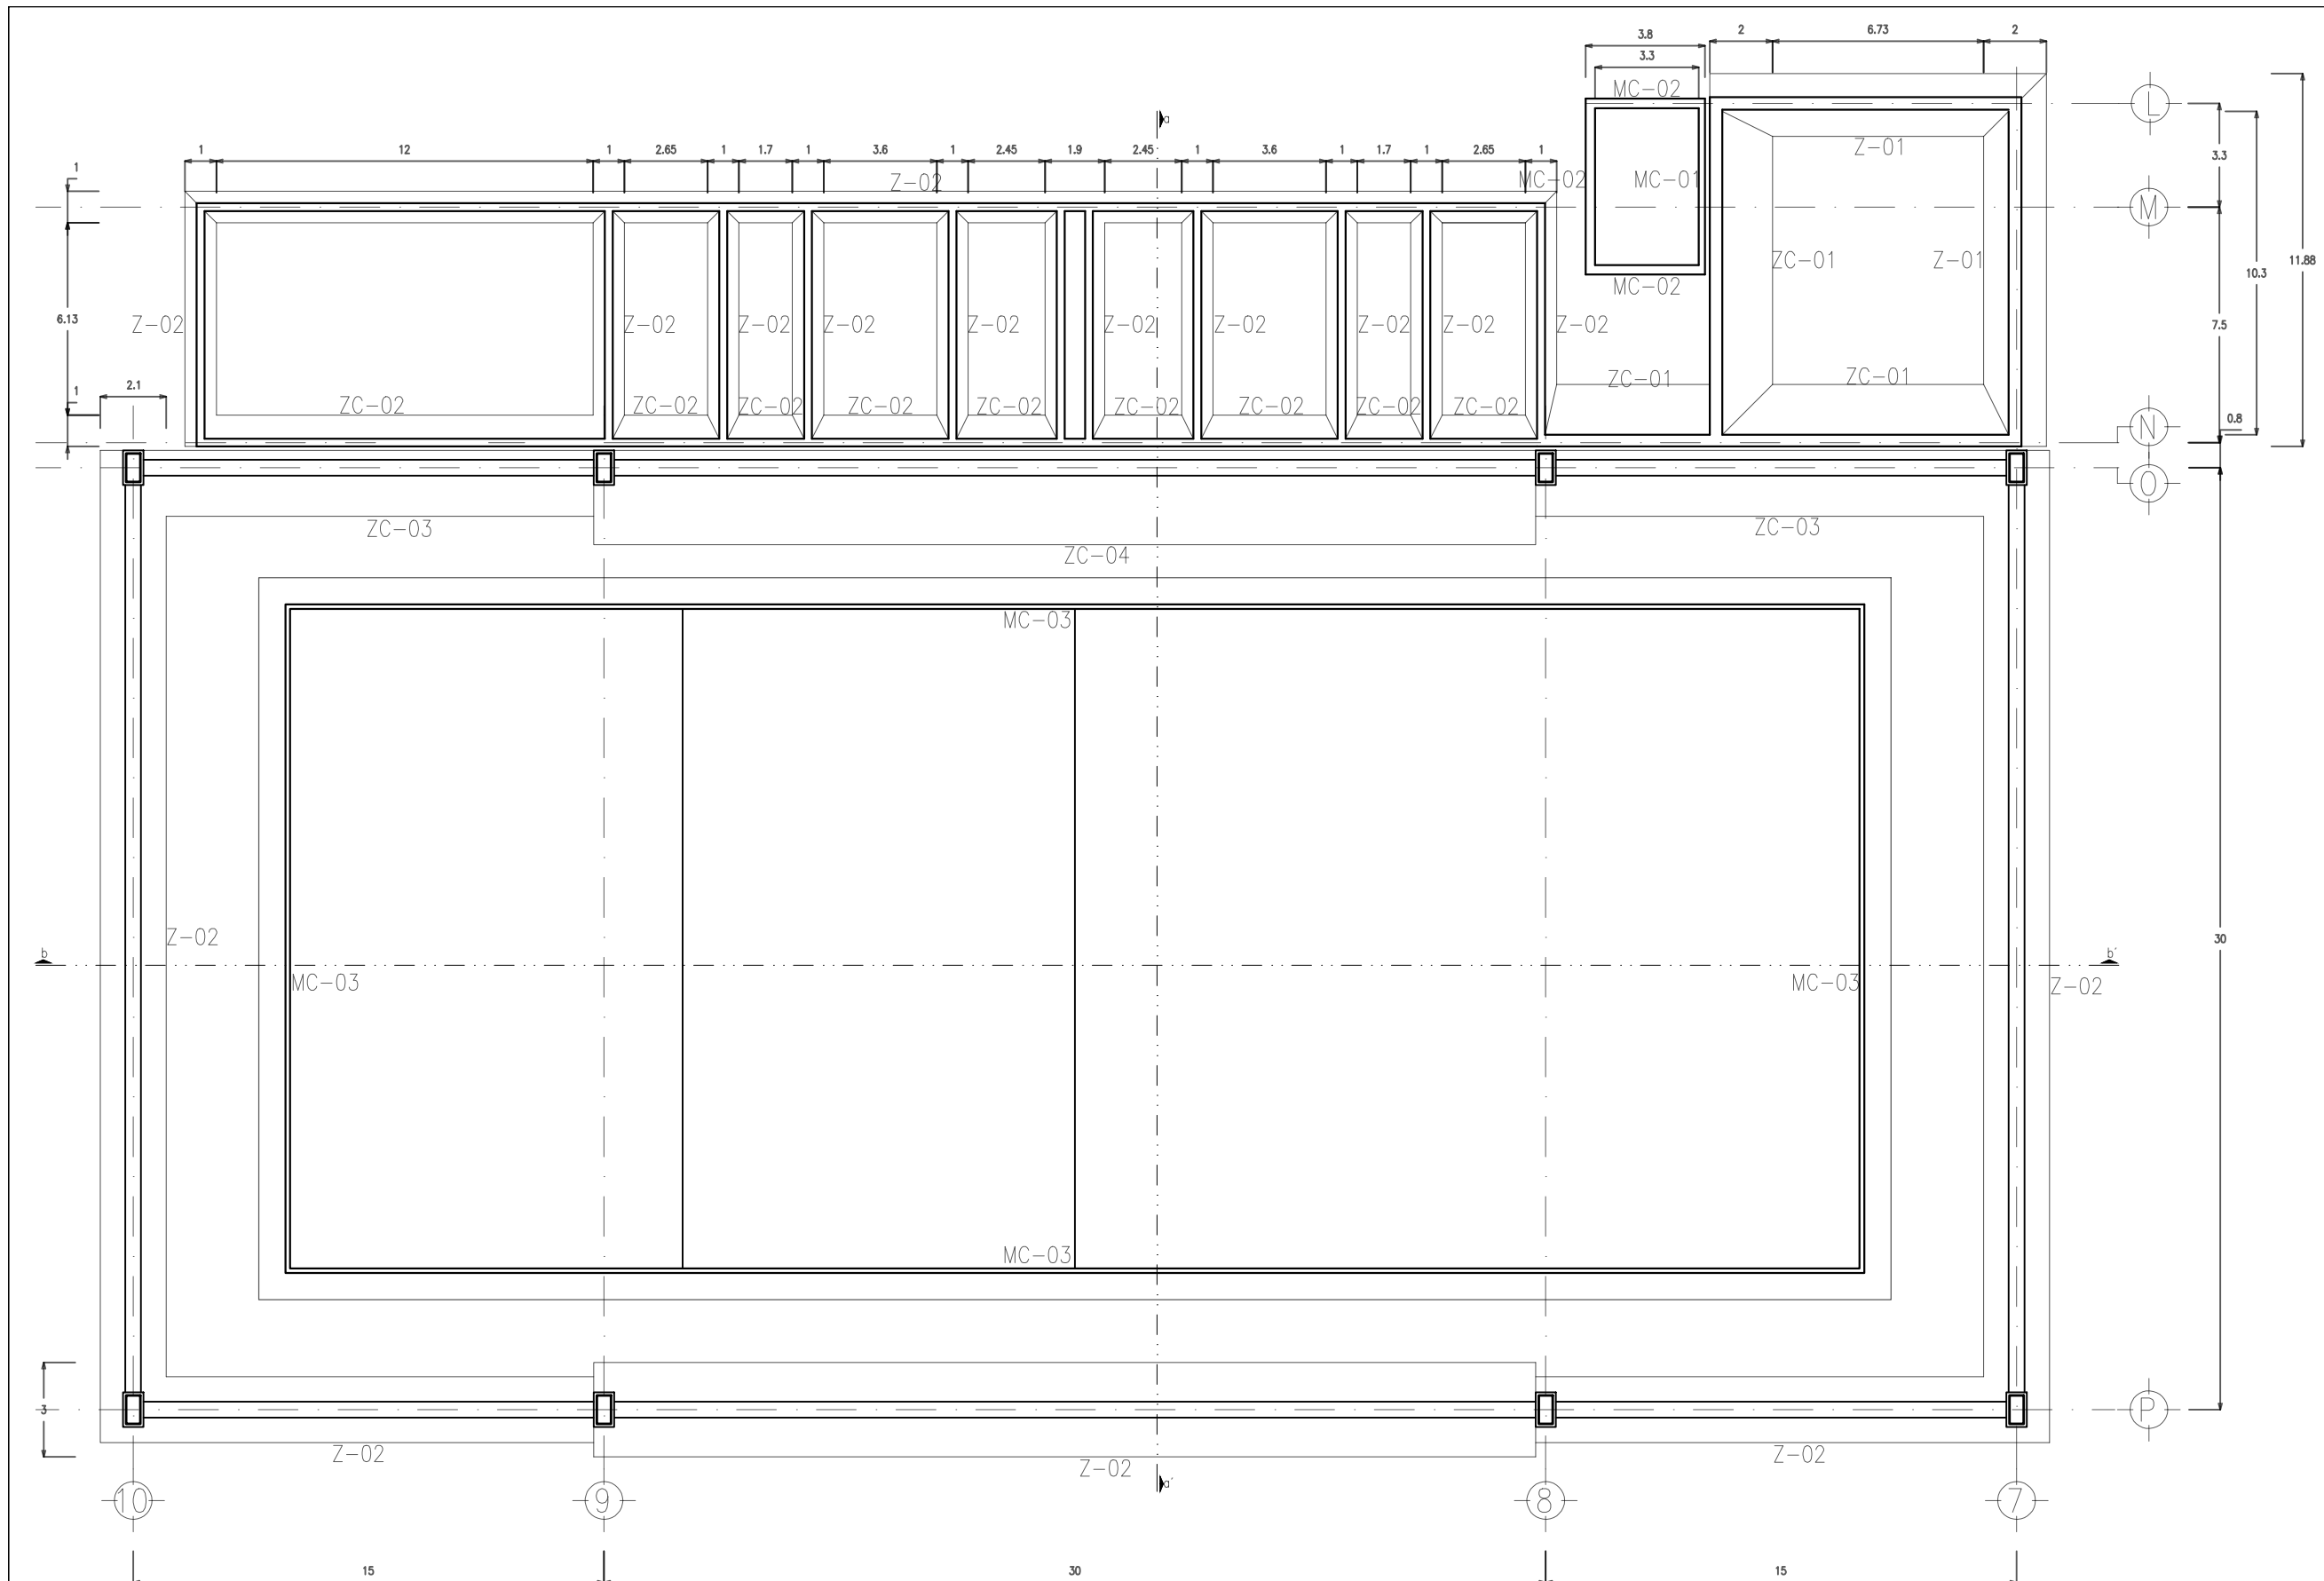 3.8
2 6.73 2
3.3
MC-02
L
a
Z-01
1 12 1 2.65 1 1.7 1 3.6 1 2.45 1.9 2.45 1 3.6 1 1.7 1 2.65 1
3.3
1
Z-02
MC-02 MC-01
M
ZC-01 Z-01
11.88
10.3
MC-02
6.13
Z-02 Z-02 Z-02 Z-02 Z-02 Z-02 Z-02 Z-02 Z-02 Z-02
7.5
ZC-01 ZC-01
2.1
1
ZC-02 ZC-02 ZC-02 ZC-02 ZC-02 ZC-02 ZC-02 ZC-02 ZC-02
0.8
N
O
ZC-03 ZC-03
ZC-04
MC-03
Z-02
30
b b'
MC-03 MC-03 Z-02
MC-03
3
P
Z-02 Z-02 Z-02
a'
10 9 8 7
15 30 15